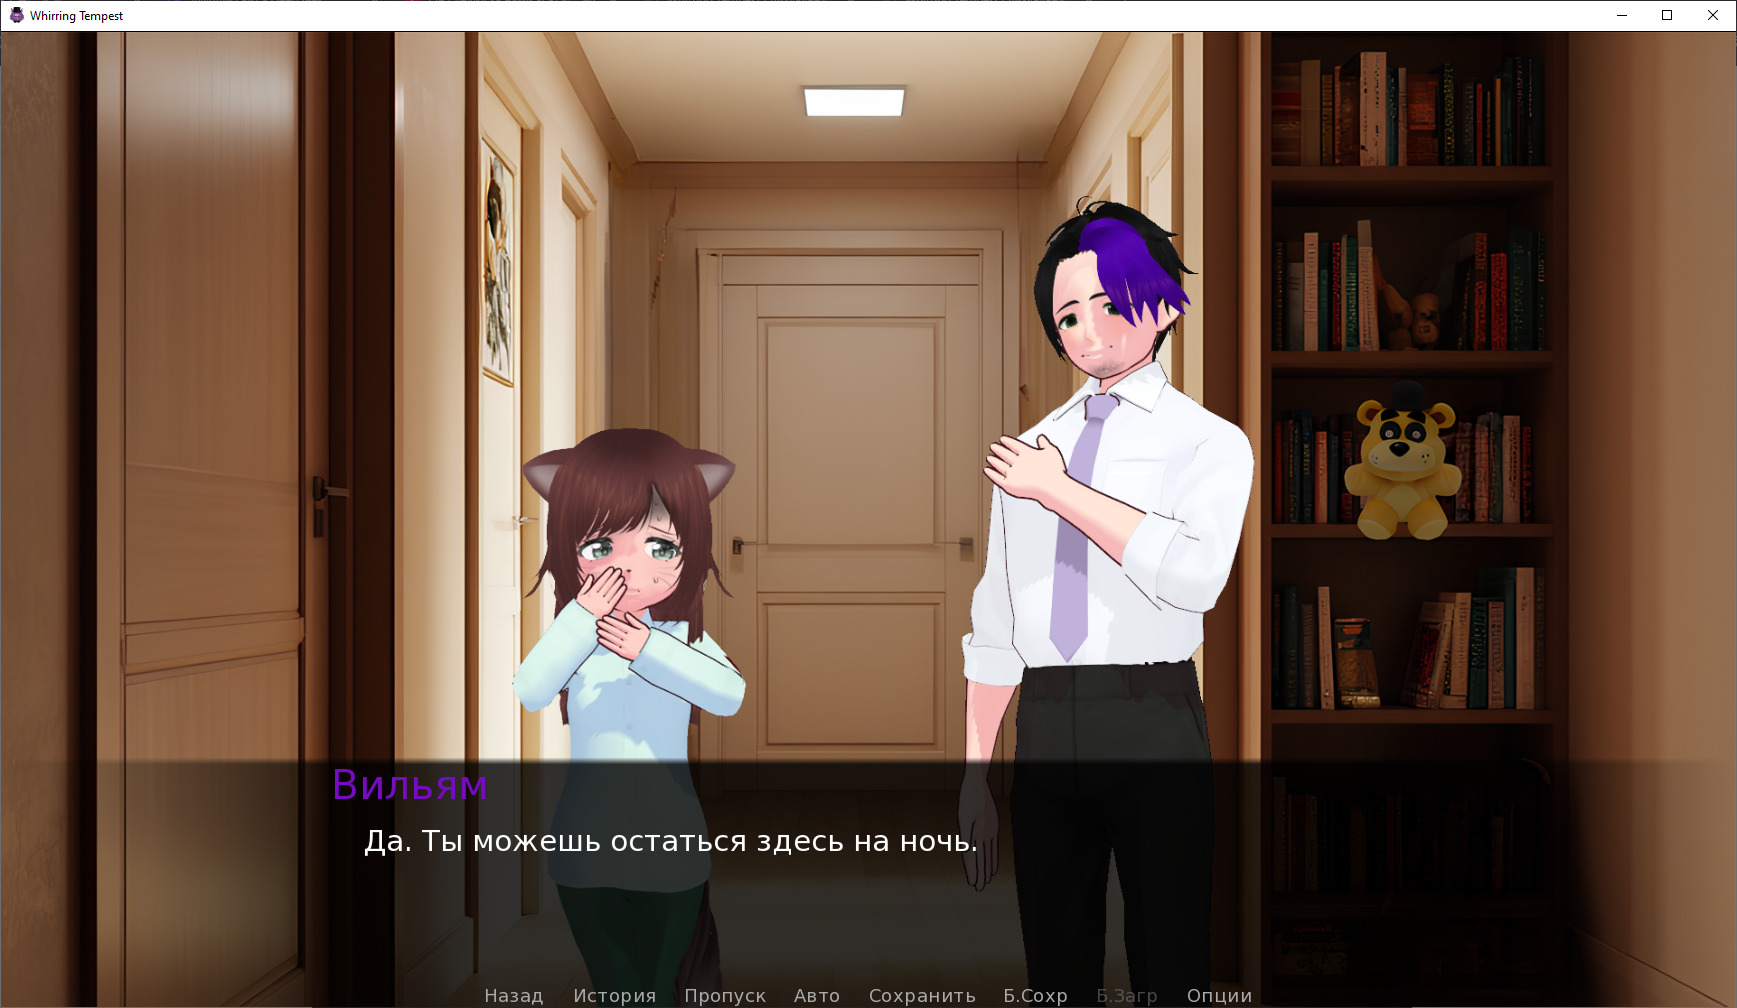 Whirring Tempest
Вильям
Да. Ты можешь остаться здесь на ночь.
Назад История Пропуск Авто Сохранить Б.Сохр Б.Загр Опции